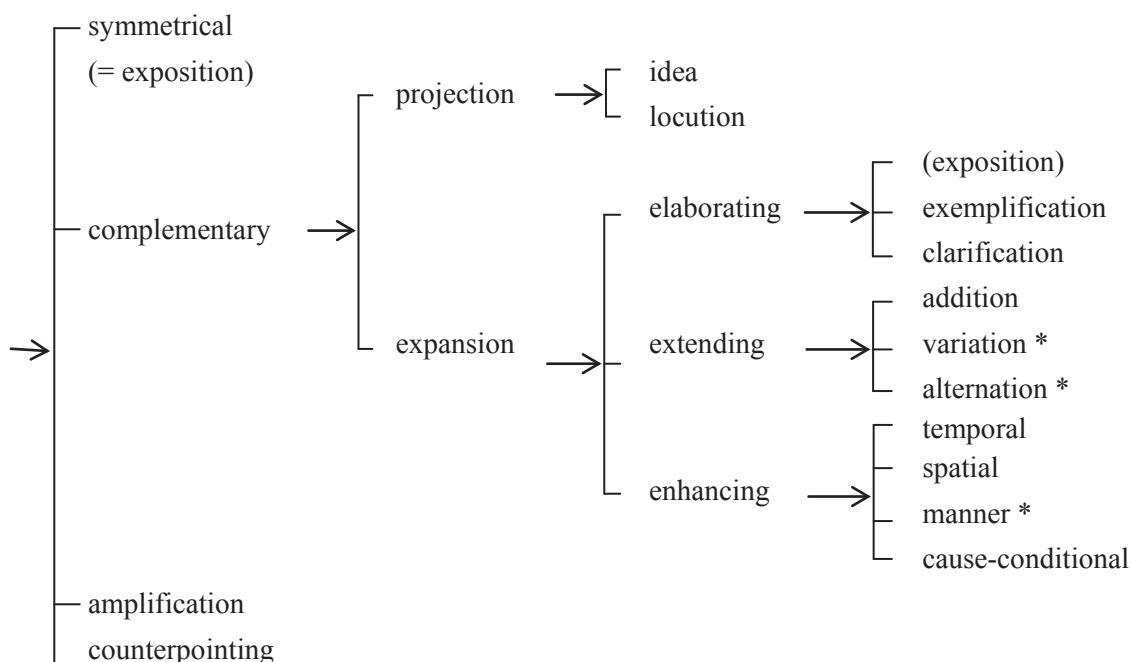 symmetrical
(= exposition)
complementary
projection
idea
locution
expansion
elaborating
(exposition)
exemplification
clarification
extending
addition
variation *
alternation *
enhancing
temporal
spatial
manner *
cause-conditional
amplification
counterpointing